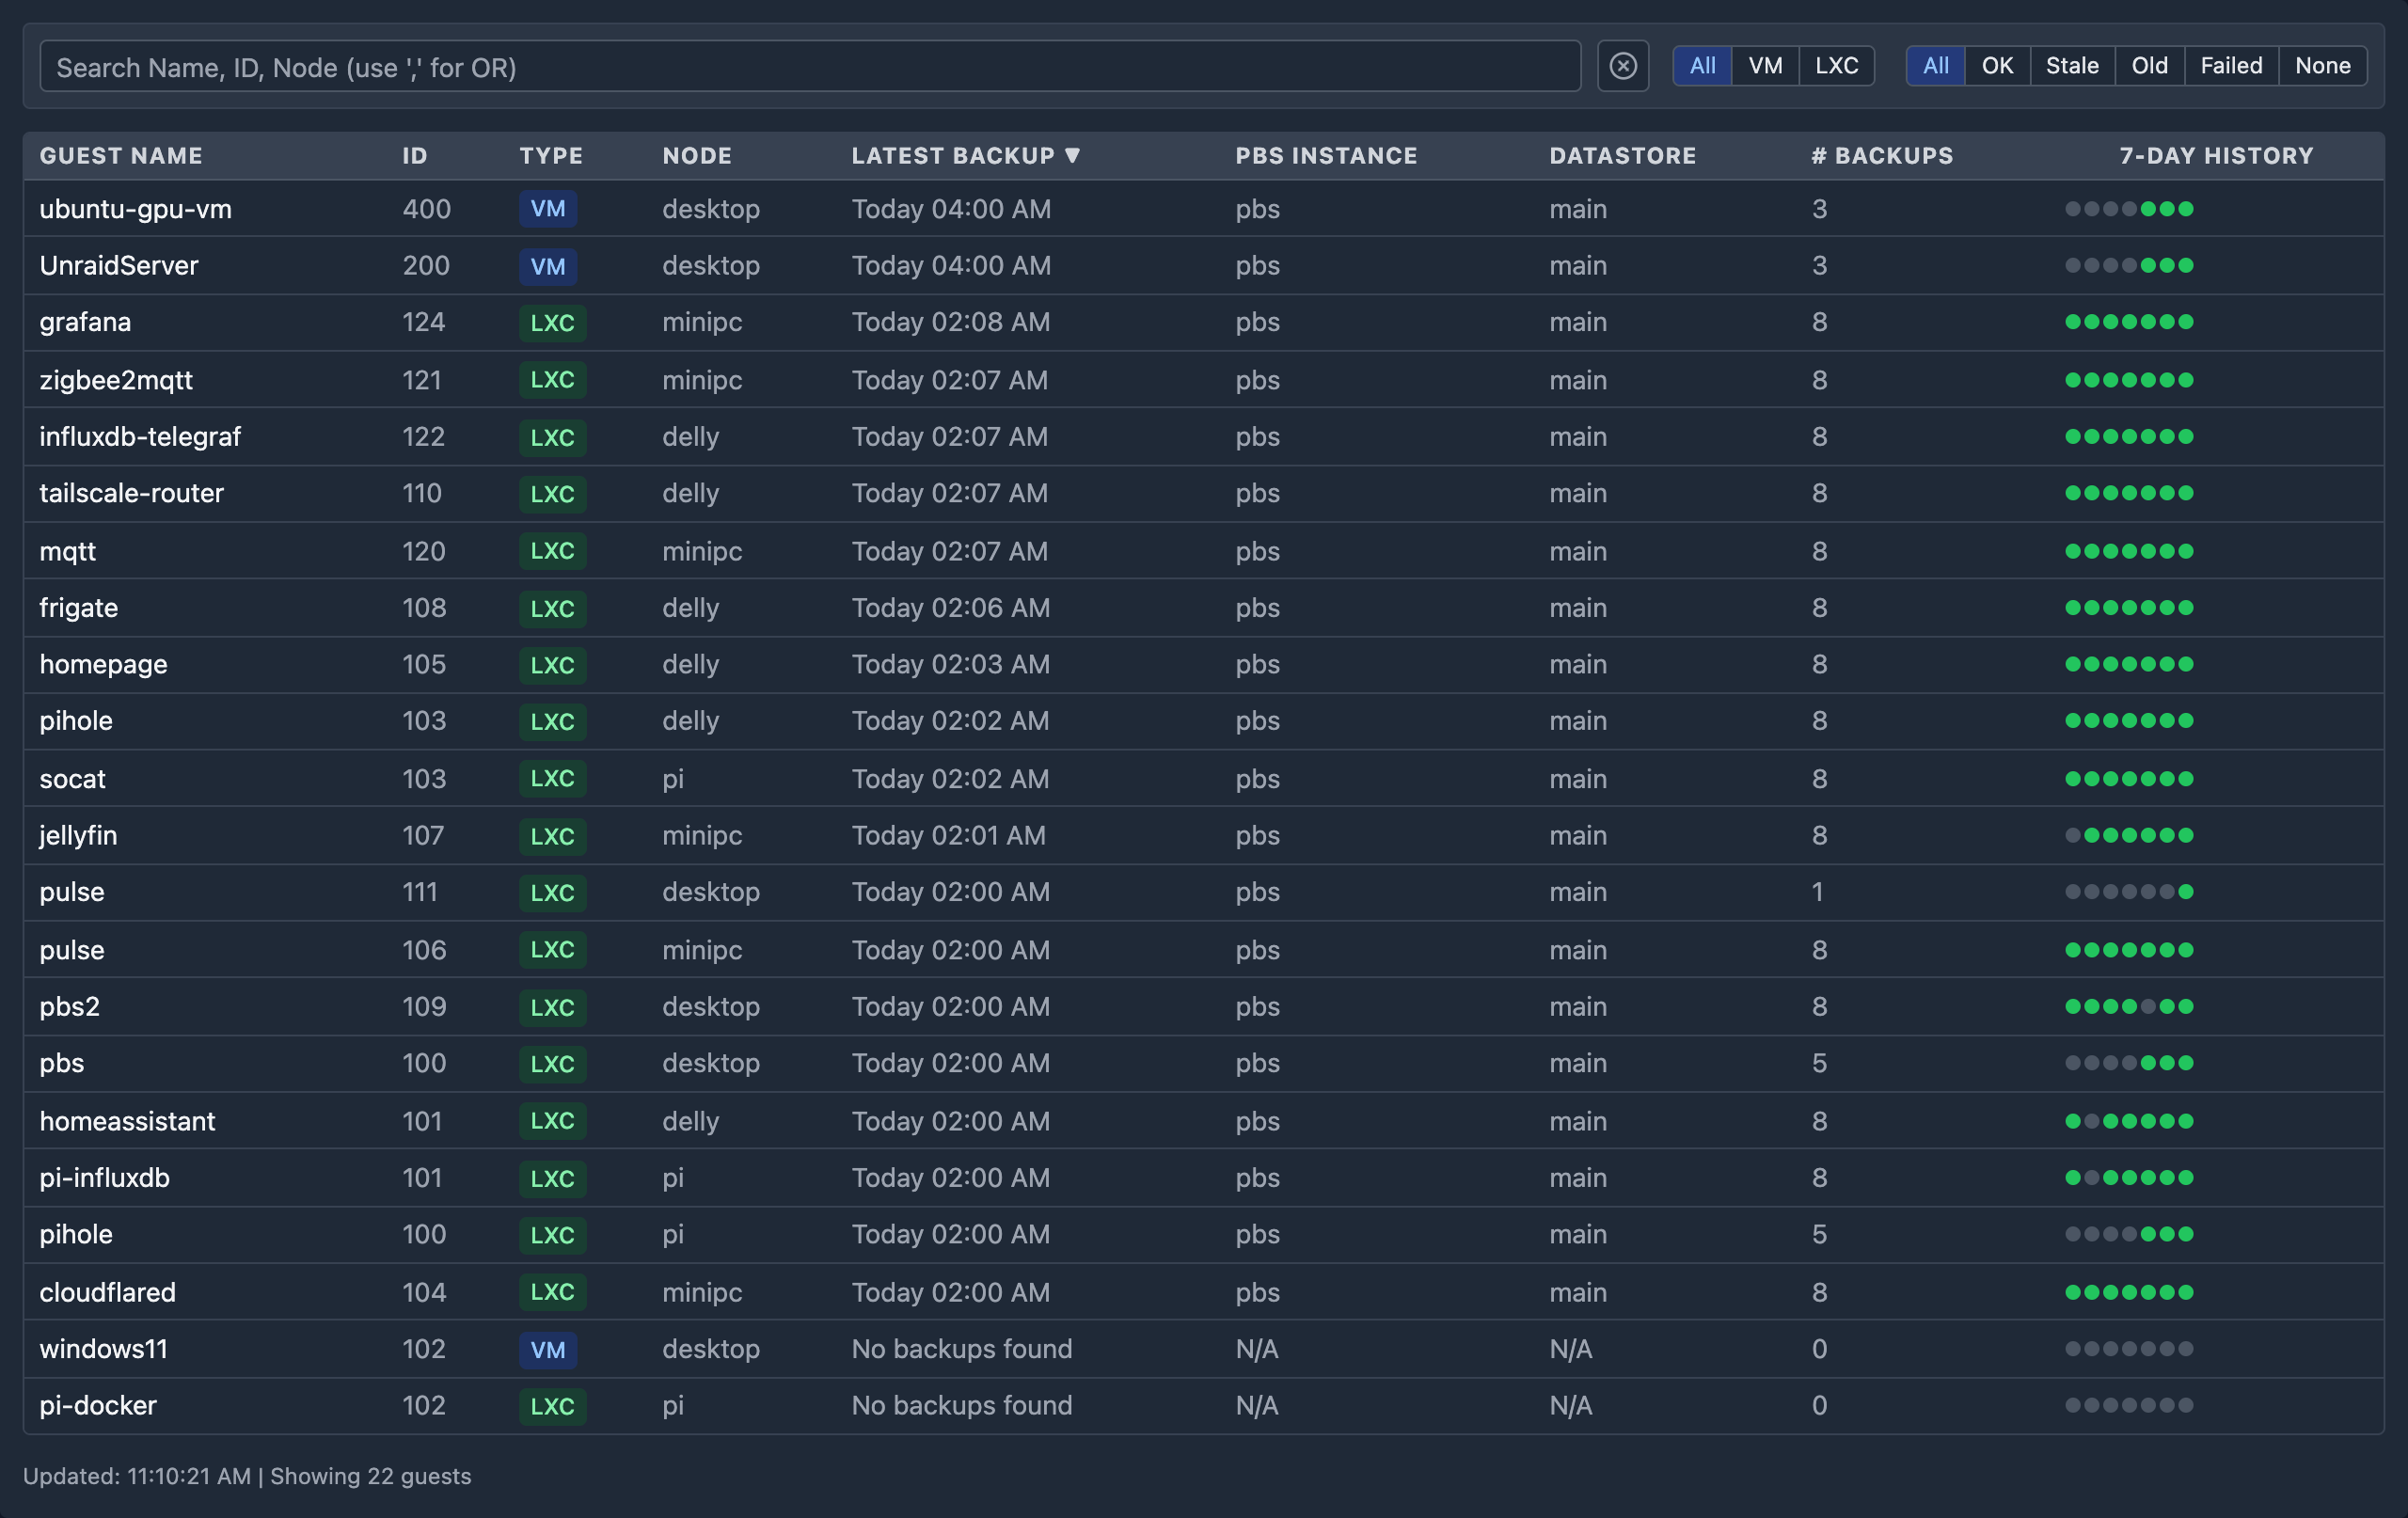 Search Name, ID, Node (use ',' for OR) All VM LXC All OK Stale Old Failed None
GUEST NAME ID TYPE NODE LATEST BACKUP ▼ PBS INSTANCE DATASTORE # BACKUPS 7-DAY HISTORY
ubuntu-gpu-vm 400 VM desktop Today 04:00 AM pbs main 3
UnraidServer 200 VM desktop Today 04:00 AM pbs main 3
grafana 124 LXC minipc Today 02:08 AM pbs main 8
zigbee2mqtt 121 LXC minipc Today 02:07 AM pbs main 8
influxdb-telegraf 122 LXC delly Today 02:07 AM pbs main 8
tailscale-router 110 LXC delly Today 02:07 AM pbs main 8
mqtt 120 LXC minipc Today 02:07 AM pbs main 8
frigate 108 LXC delly Today 02:06 AM pbs main 8
homepage 105 LXC delly Today 02:03 AM pbs main 8
pihole 103 LXC delly Today 02:02 AM pbs main 8
socat 103 LXC pi Today 02:02 AM pbs main 8
jellyfin 107 LXC minipc Today 02:01 AM pbs main 8
pulse 111 LXC desktop Today 02:00 AM pbs main 1
pulse 106 LXC minipc Today 02:00 AM pbs main 8
pbs2 109 LXC desktop Today 02:00 AM pbs main 8
pbs 100 LXC desktop Today 02:00 AM pbs main 5
homeassistant 101 LXC delly Today 02:00 AM pbs main 8
pi-influxdb 101 LXC pi Today 02:00 AM pbs main 8
pihole 100 LXC pi Today 02:00 AM pbs main 5
cloudflared 104 LXC minipc Today 02:00 AM pbs main 8
windows11 102 VM desktop No backups found N/A N/A 0
pi-docker 102 LXC pi No backups found N/A N/A 0
Updated: 11:10:21 AM | Showing 22 guests